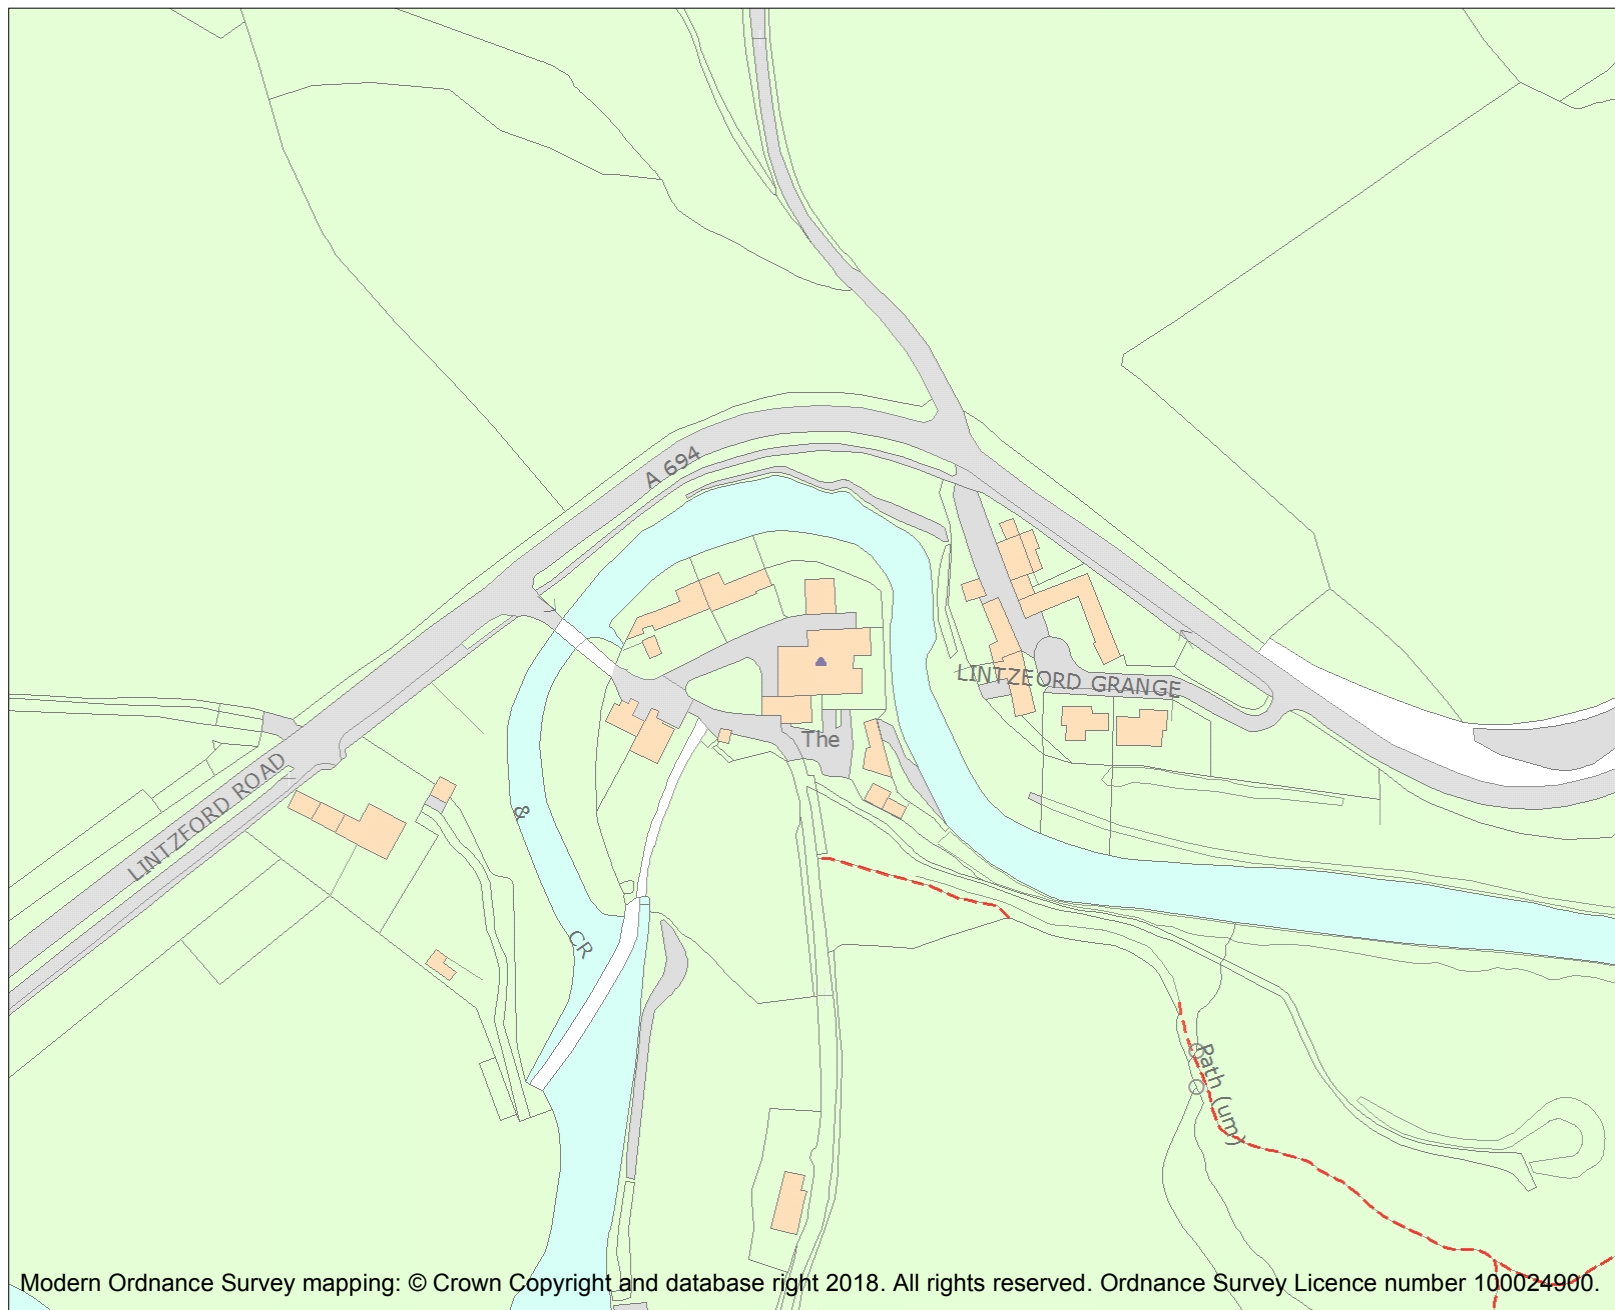 A 694
LINTZFORD GRANGE
The
LINTZFORD ROAD
&
CR
Path (um)
Modern Ordnance Survey mapping: © Crown Copyright and database right 2018. All rights reserved. Ordnance Survey Licence number 100024900.